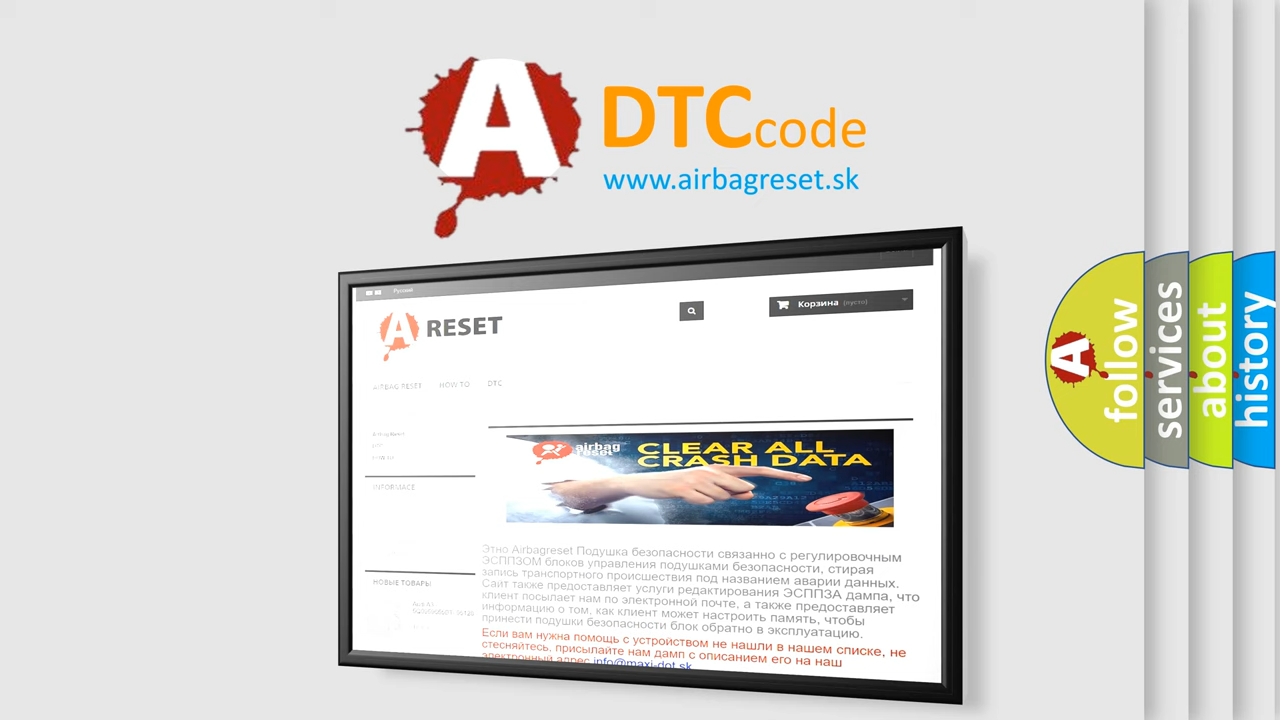 A DTCcode
www.airbagreset.sk
Русский
A RESET
Корзина (пусто)
AIRBAG RESET HOW TO DTC
Airbag Reset
HOW TO
INFORMACE
НОВЫЕ ТОВАРЫ
airbag
reset
CLEAR ALL
CRASH DATA
Этно Airbagreset Подушка безопасности связанно с регулировочным
ЭСППЗОМ блоков управления подушками безопасности, стирая
запись транспортного происшествия под названием аварии данных.
Сайт также предоставляет услуги редактирования ЭСППЗА дампа, что
клиент посылает нам по электронной почте, а также предоставляет
информацию о том, как клиент может настроить память, чтобы
принести подушки безопасности блок обратно в эксплуатацию.
Если вам нужна помощь с устройством не нашли в нашем списке, не
стесняйтесь, присылайте нам дамп с описанием его на наш
электронный адрес info@maxi-dot.sk
A
follow
services
about
history